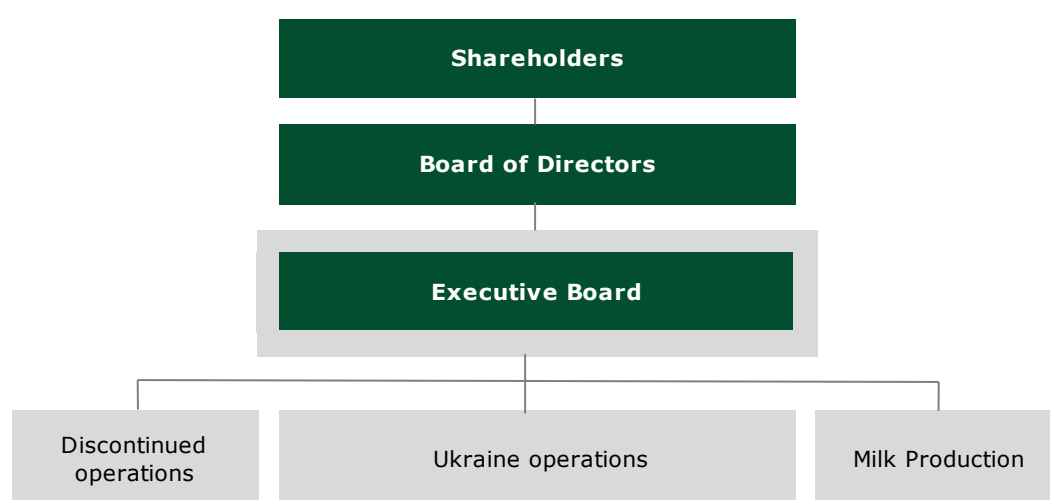 Shareholders
Board of Directors
Executive Board
Discontinued
operations
Ukraine operations
Milk Production